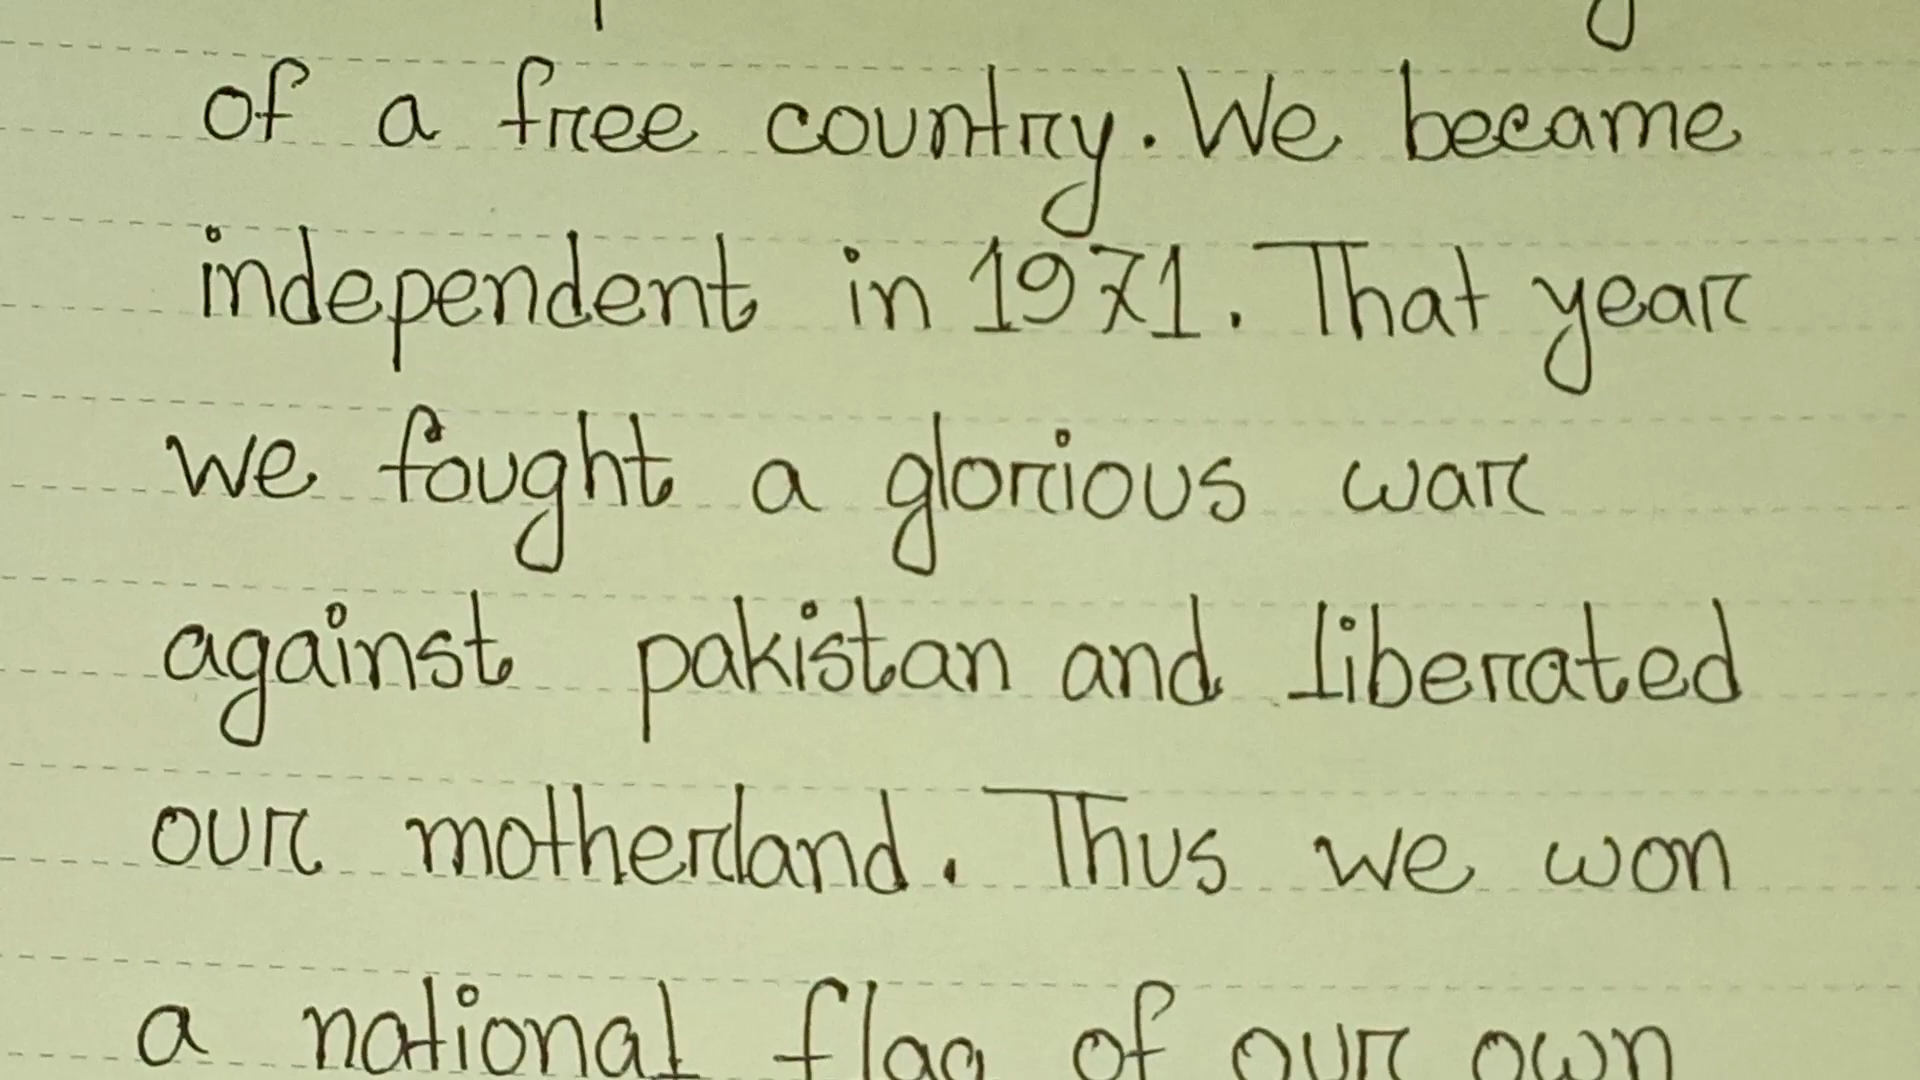 of a free country. We became
independent in 1971. That year
we fought a glorious war
against pakistan and liberated
our motherland. Thus we won
a national flag of our own